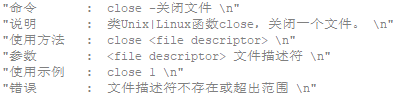 "命令      : close -关闭文件 \n"
"说明      : 类Unix|Linux函数close，关闭一个文件。 \n"
"使用方法  : close <file descriptor> \n"
"参数      : <file descriptor> 文件描述符 \n"
"使用示例  : close 1 \n"
"错误      : 文件描述符不存在或超出范围 \n"